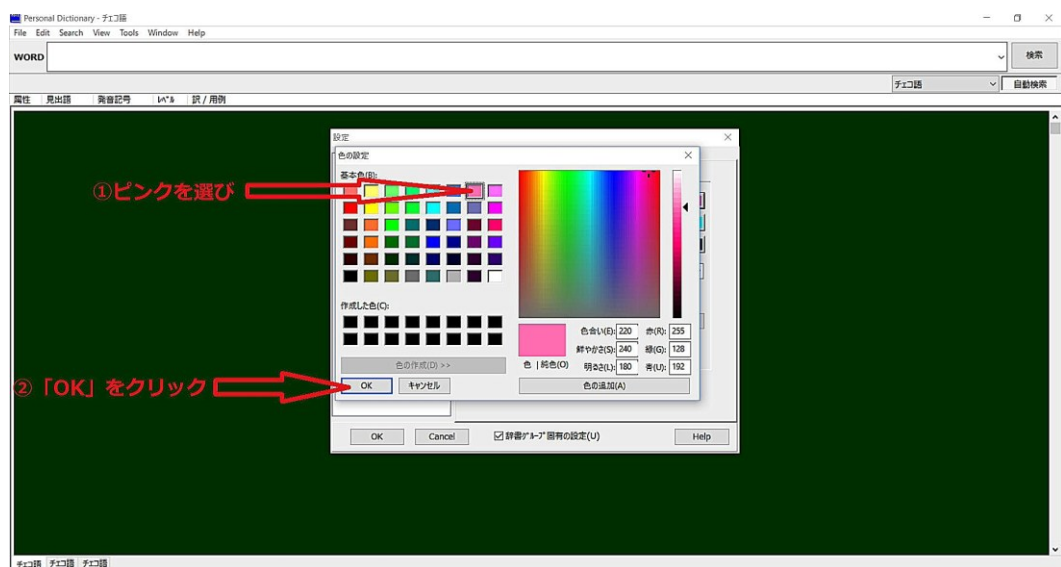 Personal Dictionary - チェコ語
File Edit Search View Tools Window Help
WORD
検索
チェコ語
自動検索
属性 見出語 発音記号 レベル 訳 / 用例
設定
色の設定
基本色(B):
①ピンクを選び
作成した色(C):
色合い(E): 220 赤(R): 255
鮮やかさ(S): 240 緑(G): 128
色 | 純色(O) 明るさ(L): 180 青(U): 192
色の作成(D) >>
②「OK」をクリック
OK キャンセル 色の追加(A)
OK Cancel 辞書グループ固有の設定(U) Help
チェコ語 チェコ語 チェコ語